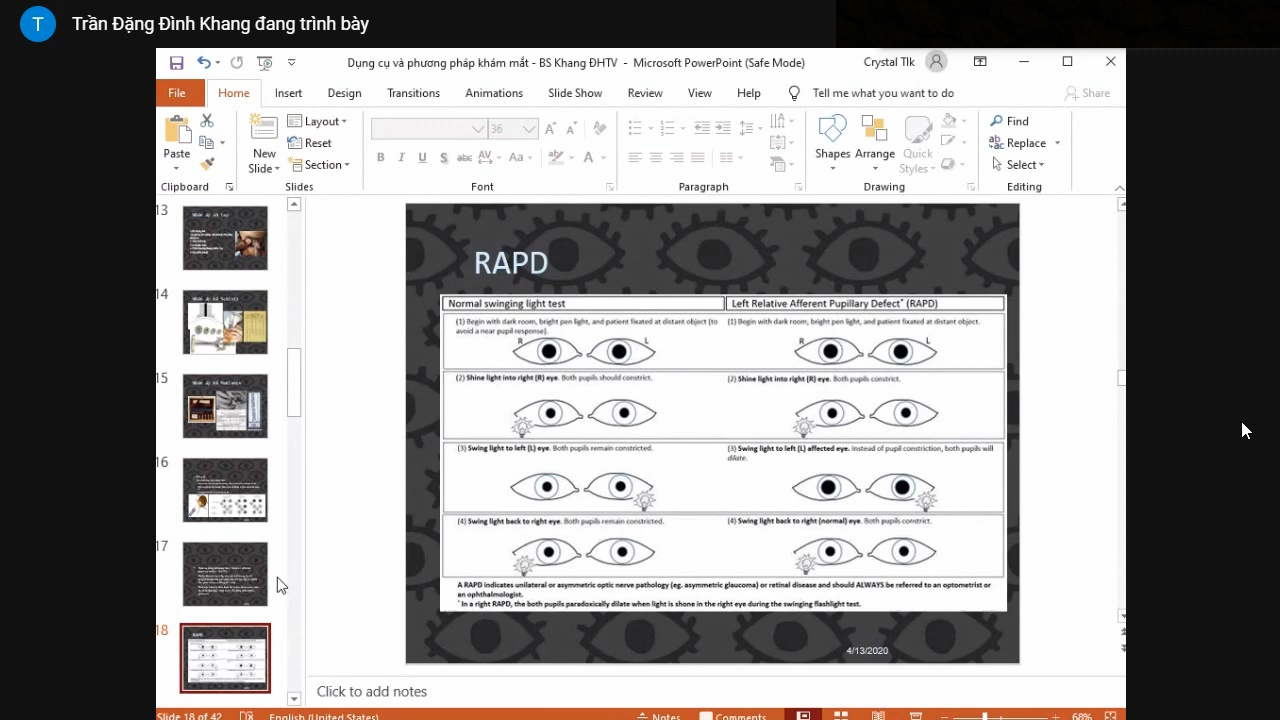 T
Trần Đặng Đình Khang đang trình bày
Dụng cụ và phương pháp khám mắt - BS Khang ĐHTV - Microsoft PowerPoint (Safe Mode)
Crystal Tlk
File
Home
Insert
Design
Transitions
Animations
Slide Show
Review
View
Help
Tell me what you want to do
Share
Paste
New
Slide
Layout
Reset
Section
36
B I U S abc AV Aa A
Shapes
Arrange
Quick
Styles
Find
Replace
Select
Clipboard
Slides
Font
Paragraph
Drawing
Editing
13
14
15
16
17
18
RAPD
Normal swinging light test
Left Relative Afferent Pupillary Defect* (RAPD)
(1) Begin with dark room, bright pen light, and patient fixated at distant object (to
avoid a near pupil response).
R
L
(1) Begin with dark room, bright pen light, and patient fixated at distant object.
R
L
(2) Shine light into right (R) eye. Both pupils should constrict.
(2) Shine light into right (R) eye. Both pupils constrict.
(3) Swing light to left (L) eye. Both pupils remain constricted.
(3) Swing light to left (L) affected eye. Instead of pupil constriction, both pupils will
dilate.
(4) Swing light back to right eye. Both pupils remain constricted.
(4) Swing light back to right (normal) eye. Both pupils constrict.
A RAPD indicates unilateral or asymmetric optic nerve pathology (eg. asymmetric glaucoma) or retinal disease and should ALWAYS be referred to an optometrist or
an ophthalmologist.
* In a right RAPD, the both pupils paradoxically dilate when light is shone in the right eye during the swinging flashlight test.
4/13/2020
Click to add notes
Slide 18 of 42
English (United States)
Notes
Comments
68%